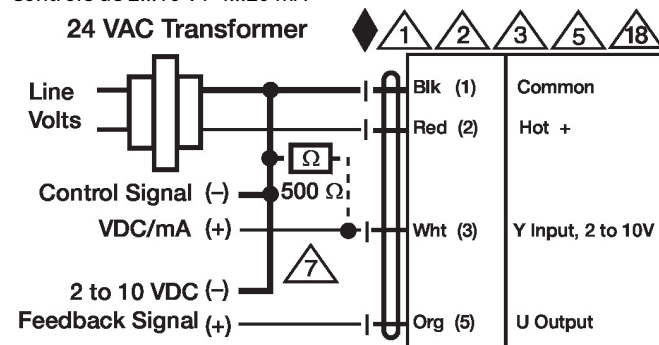 24 VAC Transformer
1 2 3 5 18
Line Volts
Blk (1) Common
Red (2) Hot +
Ω
500 Ω
Control Signal (–)
VDC/mA (+)
Wht (3) Y Input, 2 to 10V
7
2 to 10 VDC (–)
Feedback Signal (+)
Org (5) U Output